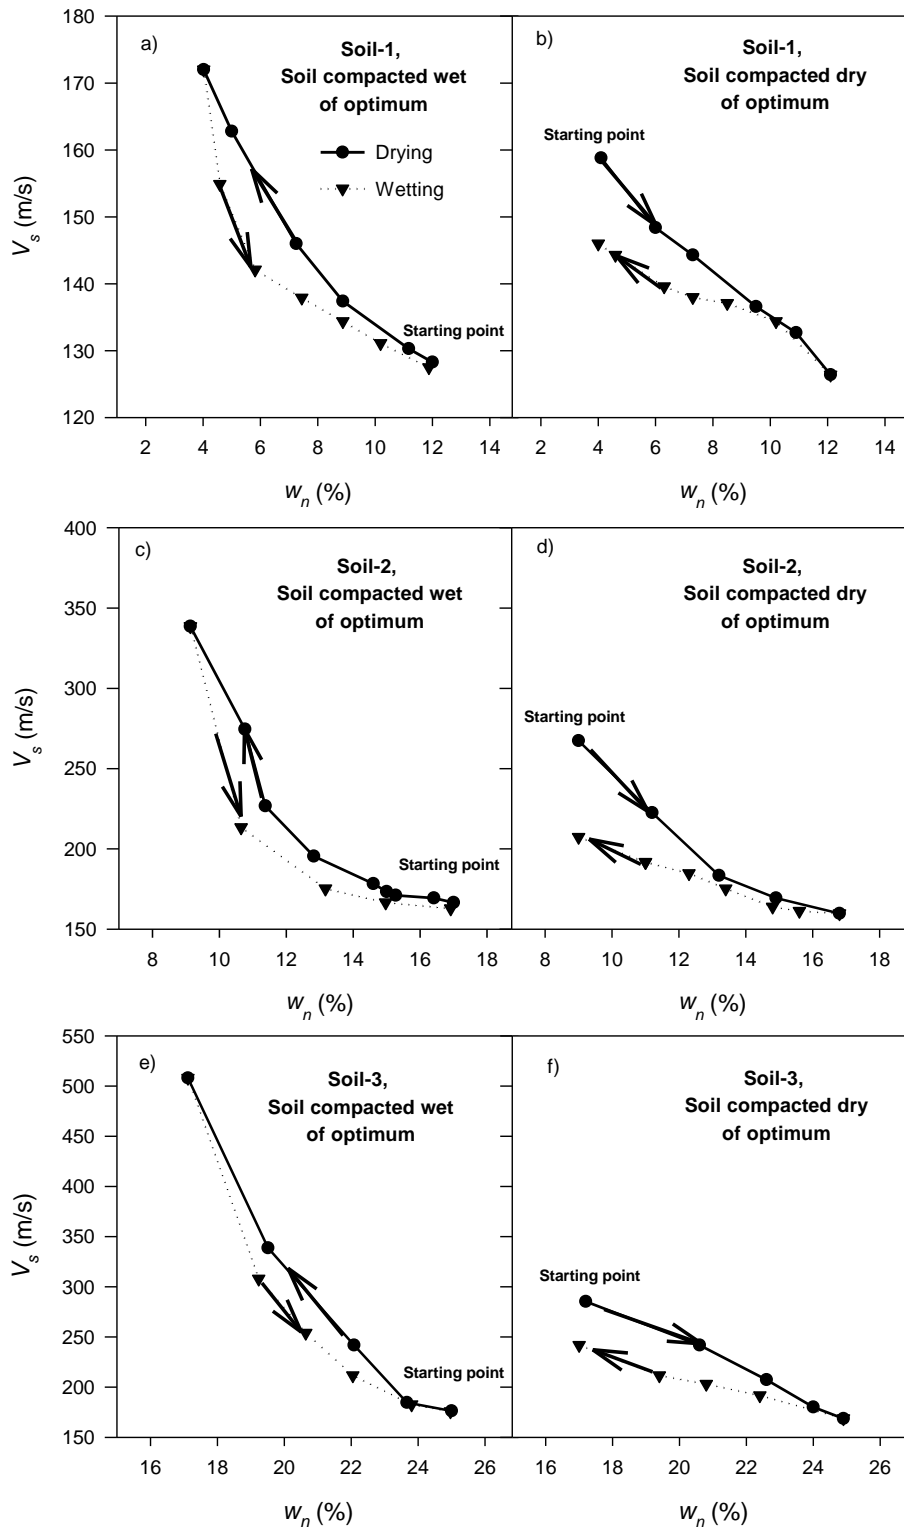 a)
Soil-1,
Soil compacted wet
of optimum
Drying
Wetting
Starting point
V_s (m/s)
180
170
160
150
140
130
120
2 4 6 8 10 12 14
w_n (%)
b)
Soil-1,
Soil compacted dry
of optimum
Starting point
2 4 6 8 10 12 14
w_n (%)
c)
Soil-2,
Soil compacted wet
of optimum
Starting point
V_s (m/s)
400
350
300
250
200
150
8 10 12 14 16 18
w_n (%)
d)
Soil-2,
Soil compacted dry
of optimum
Starting point
8 10 12 14 16 18
w_n (%)
e)
Soil-3,
Soil compacted wet
of optimum
Starting point
V_s (m/s)
550
500
450
400
350
300
250
200
150
16 18 20 22 24 26
w_n (%)
f)
Soil-3,
Soil compacted dry
of optimum
Starting point
16 18 20 22 24 26
w_n (%)